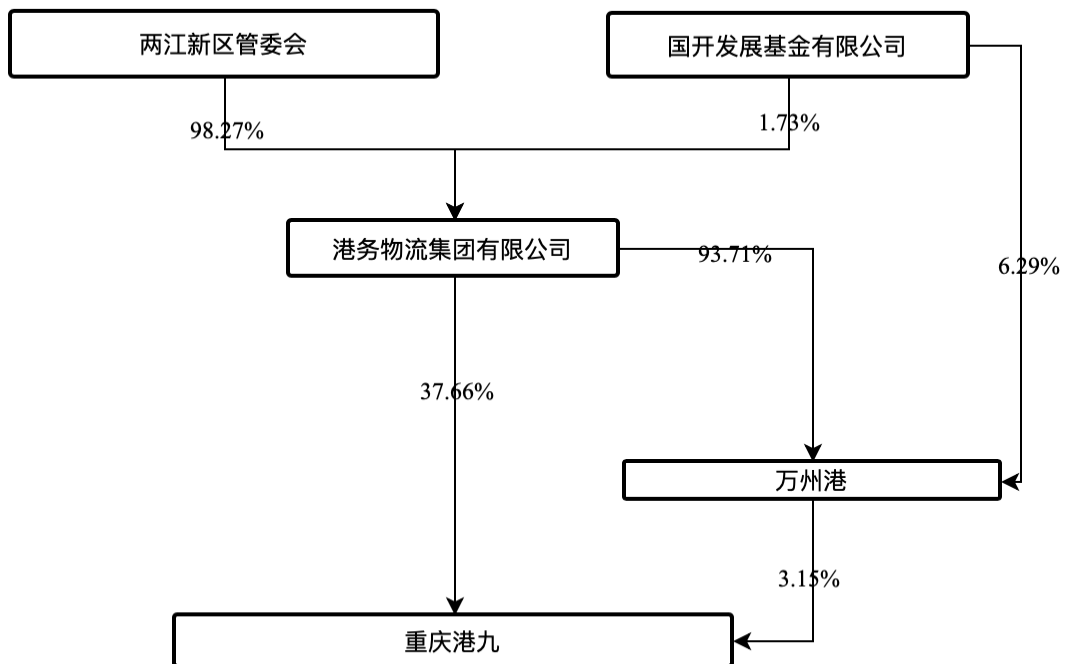 两江新区管委会
国开发展基金有限公司
98.27%
1.73%
港务物流集团有限公司
93.71%
6.29%
37.66%
万州港
3.15%
重庆港九